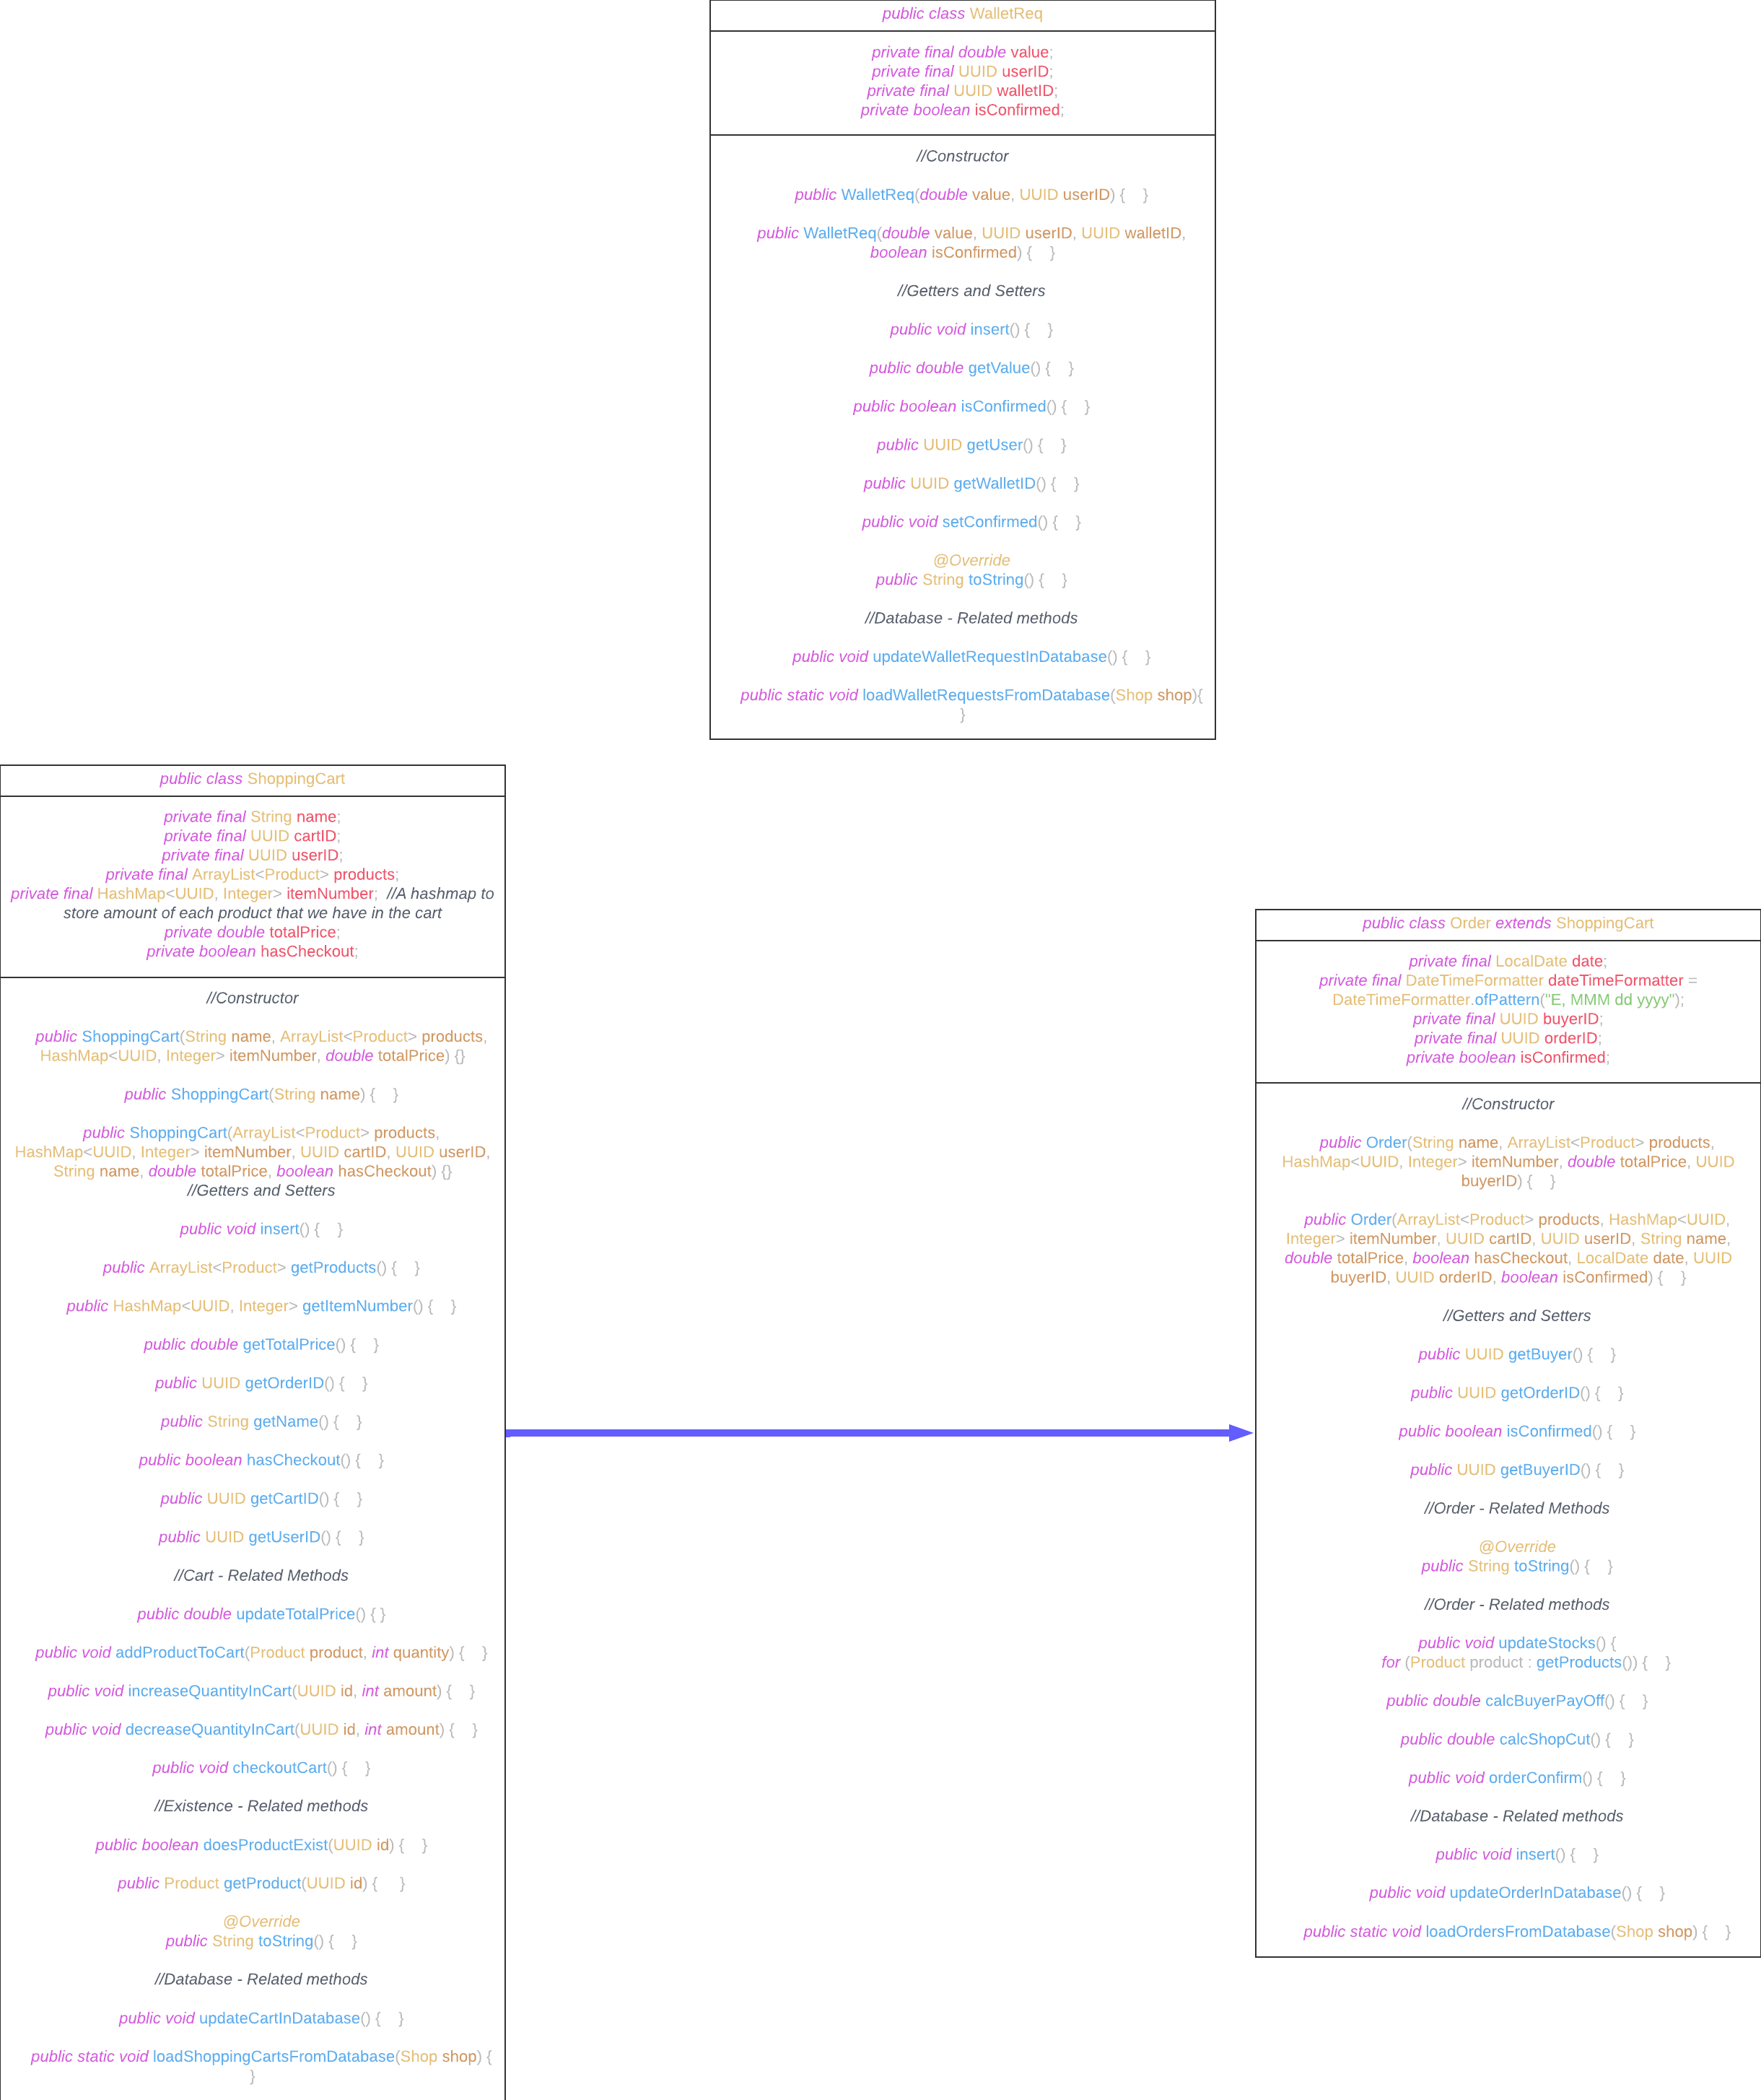 public class WalletReq
private final double value;
private final UUID userID;
private final UUID walletID;
private boolean isConfirmed;
//Constructor
public WalletReq(double value, UUID userID) {    }
public WalletReq(double value, UUID userID, UUID walletID,
boolean isConfirmed) {    }
//Getters and Setters
public void insert() {    }
public double getValue() {    }
public boolean isConfirmed() {    }
public UUID getUser() {    }
public UUID getWalletID() {    }
public void setConfirmed() {    }
@Override
public String toString() {    }
//Database - Related methods
public void updateWalletRequestInDatabase() {    }
public static void loadWalletRequestsFromDatabase(Shop shop){
}
public class ShoppingCart
private final String name;
private final UUID cartID;
private final UUID userID;
private final ArrayList<Product> products;
private final HashMap<UUID, Integer> itemNumber;  //A hashmap to
store amount of each product that we have in the cart
private double totalPrice;
private boolean hasCheckout;
//Constructor
public ShoppingCart(String name, ArrayList<Product> products,
HashMap<UUID, Integer> itemNumber, double totalPrice) {}
public ShoppingCart(String name) {    }
public ShoppingCart(ArrayList<Product> products,
HashMap<UUID, Integer> itemNumber, UUID cartID, UUID userID,
String name, double totalPrice, boolean hasCheckout) {}
//Getters and Setters
public void insert() {    }
public ArrayList<Product> getProducts() {    }
public HashMap<UUID, Integer> getItemNumber() {    }
public double getTotalPrice() {    }
public UUID getOrderID() {    }
public String getName() {    }
public boolean hasCheckout() {    }
public UUID getCartID() {    }
public UUID getUserID() {    }
//Cart - Related Methods
public double updateTotalPrice() { }
public void addProductToCart(Product product, int quantity) {    }
public void increaseQuantityInCart(UUID id, int amount) {    }
public void decreaseQuantityInCart(UUID id, int amount) {    }
public void checkoutCart() {    }
//Existence - Related methods
public boolean doesProductExist(UUID id) {    }
public Product getProduct(UUID id) {     }
@Override
public String toString() {    }
//Database - Related methods
public void updateCartInDatabase() {    }
public static void loadShoppingCartsFromDatabase(Shop shop) {
}
public class Order extends ShoppingCart
private final LocalDate date;
private final DateTimeFormatter dateTimeFormatter =
DateTimeFormatter.ofPattern("E, MMM dd yyyy");
private final UUID buyerID;
private final UUID orderID;
private boolean isConfirmed;
//Constructor
public Order(String name, ArrayList<Product> products,
HashMap<UUID, Integer> itemNumber, double totalPrice, UUID
buyerID) {    }
public Order(ArrayList<Product> products, HashMap<UUID,
Integer> itemNumber, UUID cartID, UUID userID, String name,
double totalPrice, boolean hasCheckout, LocalDate date, UUID
buyerID, UUID orderID, boolean isConfirmed) {    }
//Getters and Setters
public UUID getBuyer() {    }
public UUID getOrderID() {    }
public boolean isConfirmed() {    }
public UUID getBuyerID() {    }
//Order - Related Methods
@Override
public String toString() {    }
//Order - Related methods
public void updateStocks() {
for (Product product : getProducts()) {    }
public double calcBuyerPayOff() {    }
public double calcShopCut() {    }
public void orderConfirm() {    }
//Database - Related methods
public void insert() {    }
public void updateOrderInDatabase() {    }
public static void loadOrdersFromDatabase(Shop shop) {    }